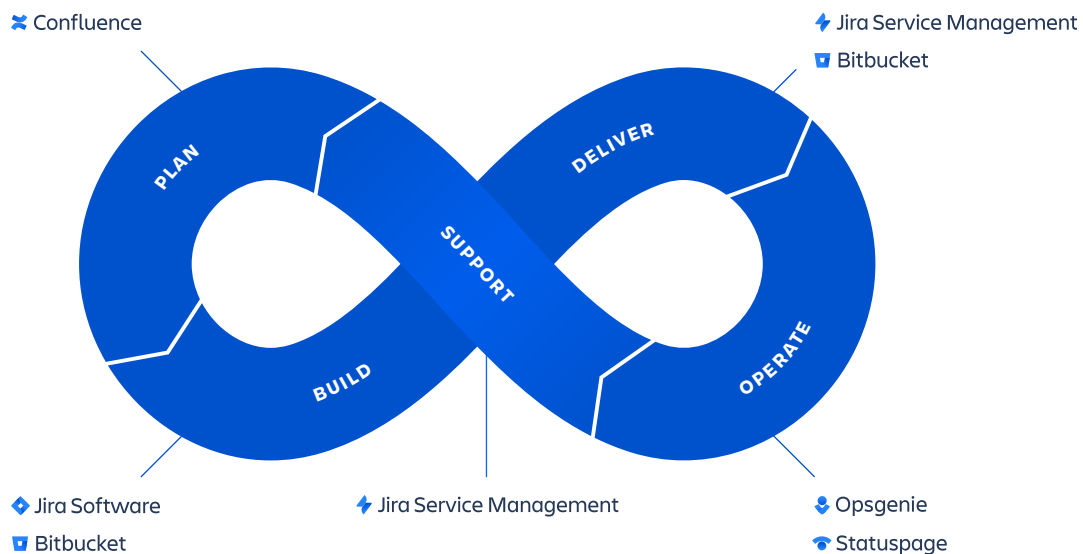 Confluence
Jira Service Management
Bitbucket
PLAN
DELIVER
SUPPORT
BUILD
OPERATE
Jira Software
Bitbucket
Jira Service Management
Opsgenie
Statuspage